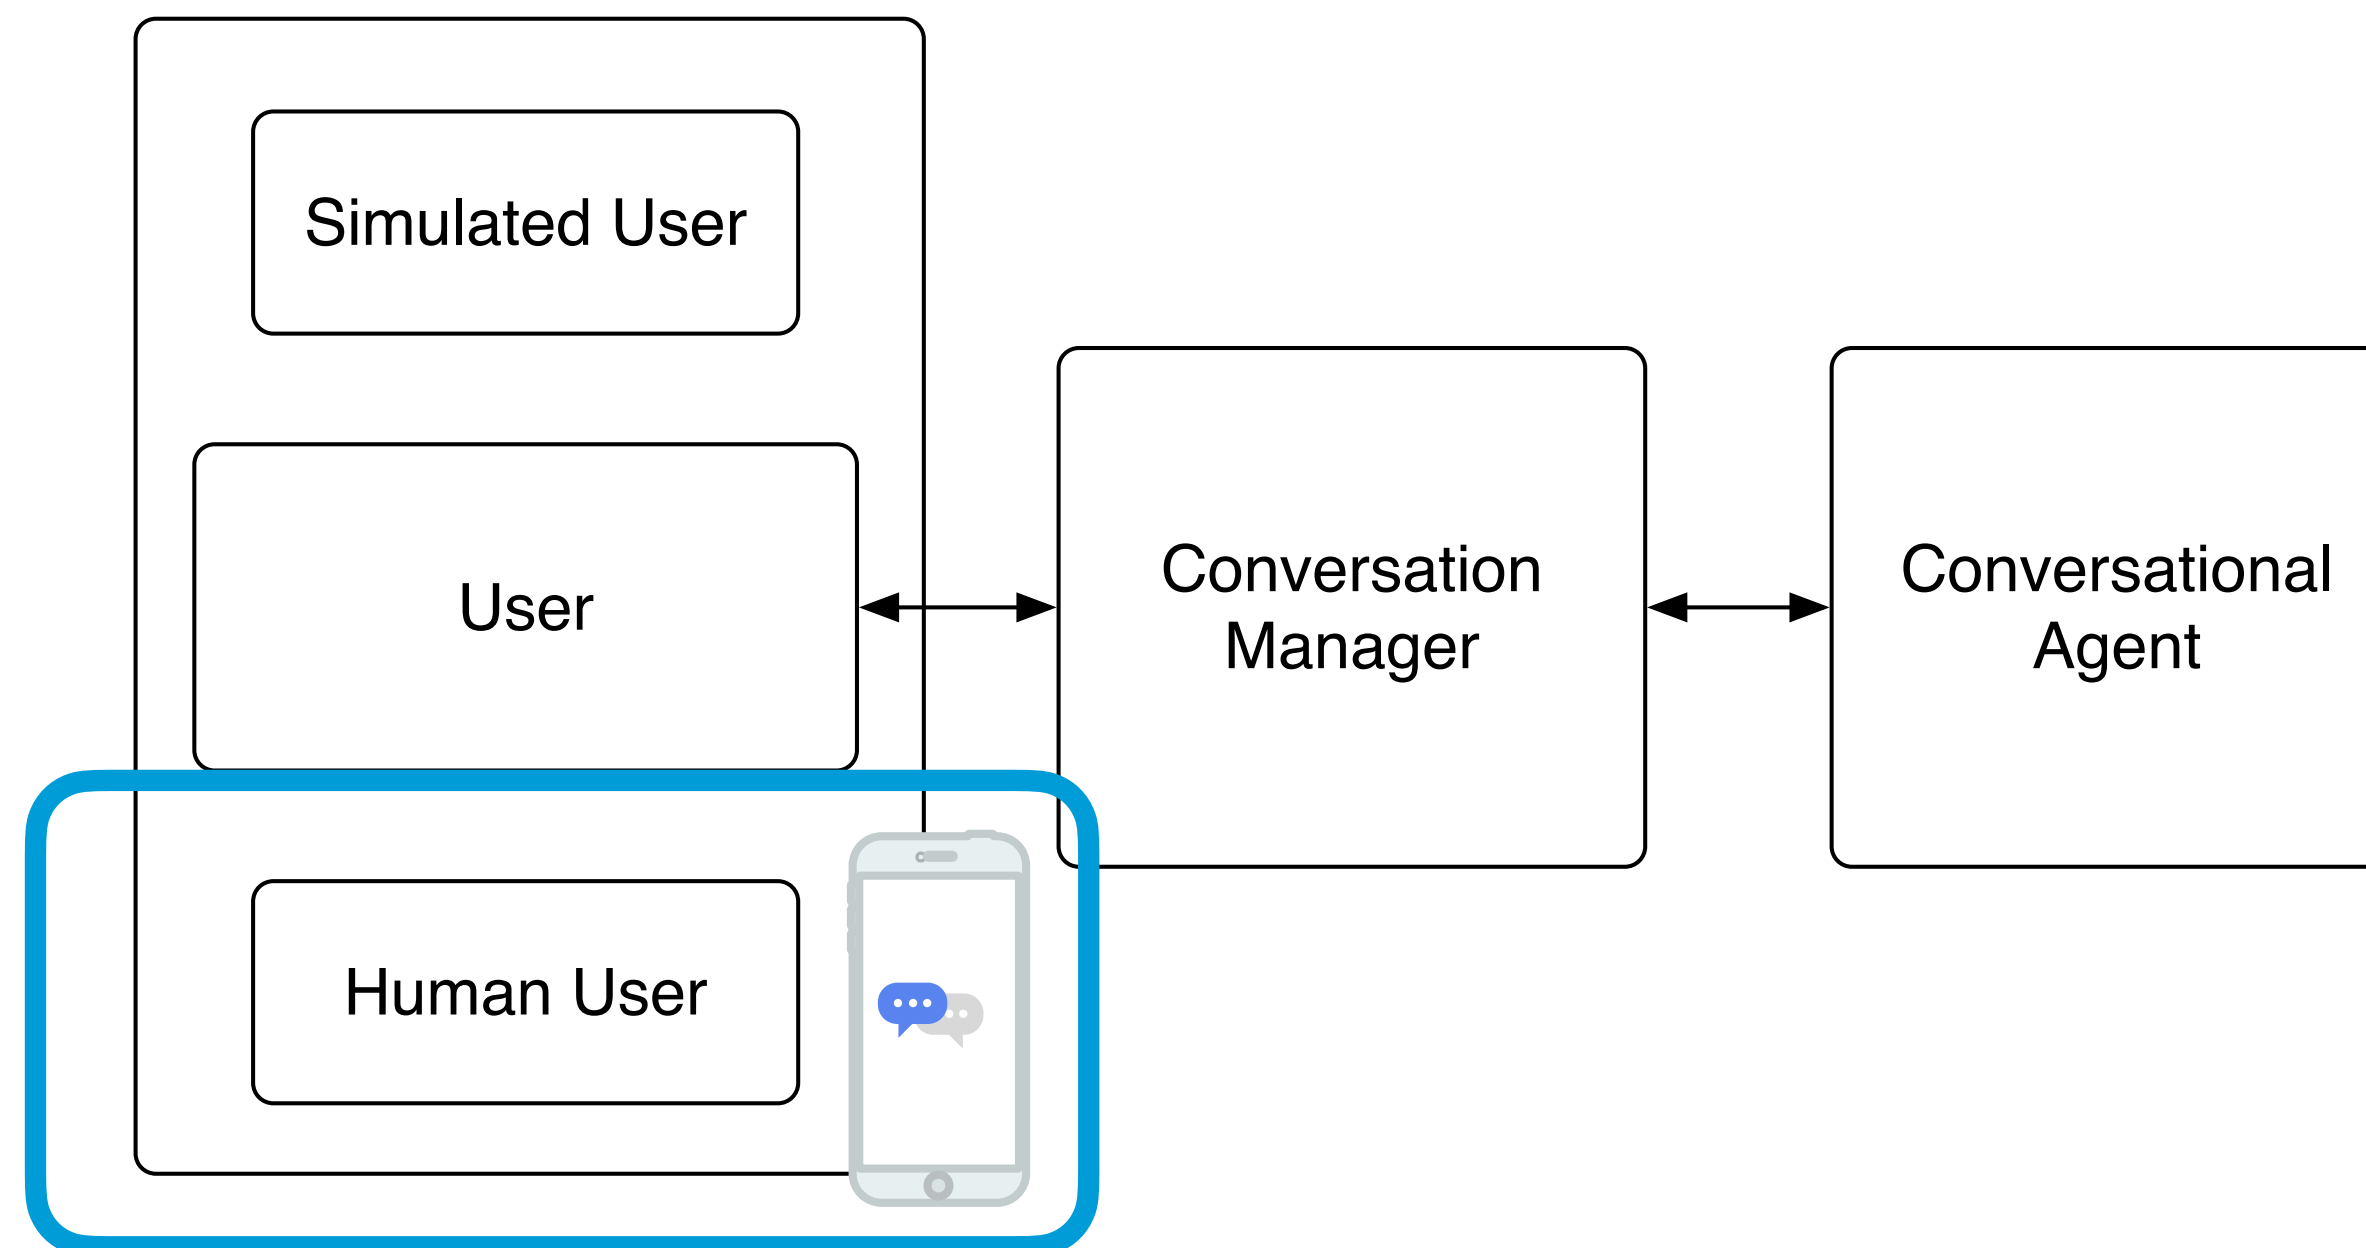 Simulated User
User
Conversation
Manager
Conversational
Agent
Human User